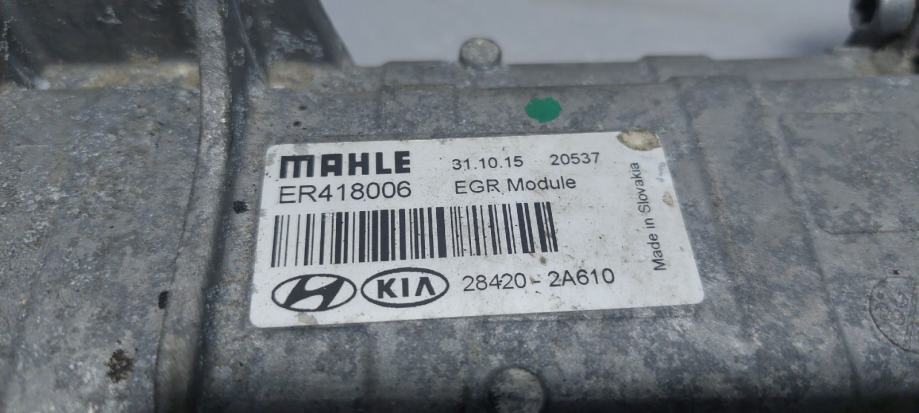 MAHLE 31.10.15 20537
ER418006 EGR Module
KIA 28420 - 2A610
Made in Slovakia